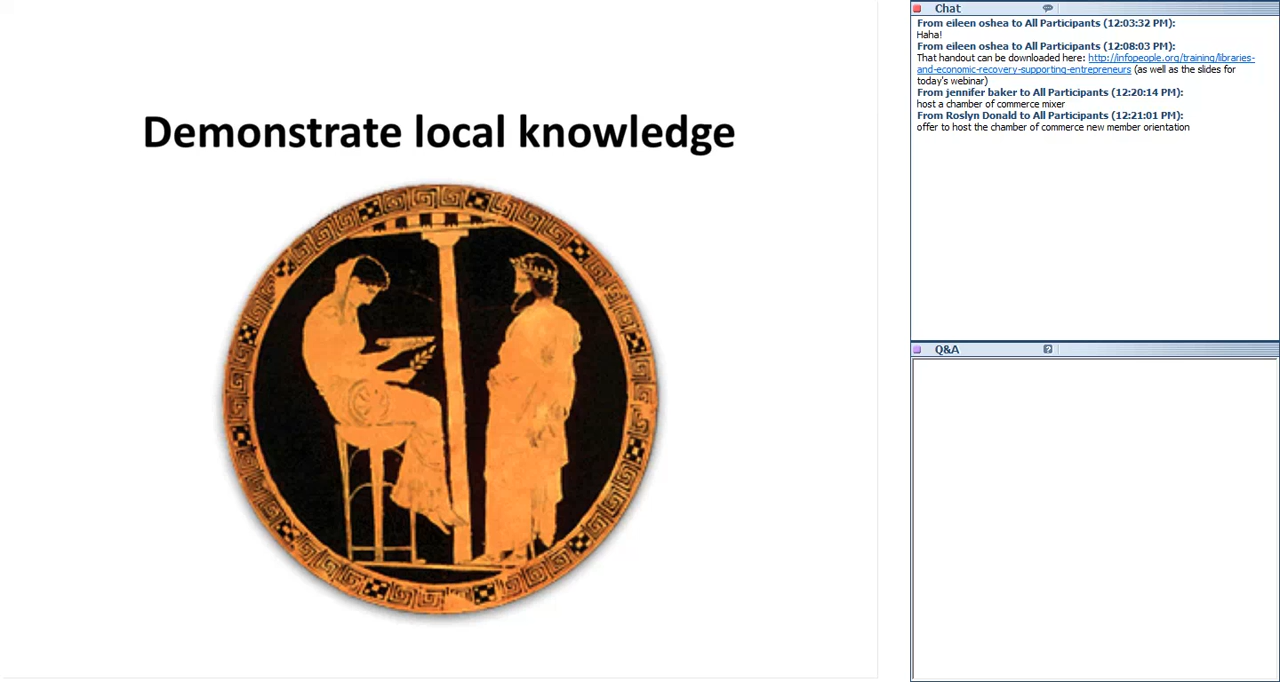 Demonstrate local knowledge
Chat
From eileen oshea to All Participants (12:03:32 PM):
Haha!
From eileen oshea to All Participants (12:08:03 PM):
That handout can be downloaded here: http://infopeople.org/training/libraries-
and-economic-recovery-supporting-entrepreneurs (as well as the slides for
today's webinar)
From jennifer baker to All Participants (12:20:14 PM):
host a chamber of commerce mixer
From Roslyn Donald to All Participants (12:21:01 PM):
offer to host the chamber of commerce new member orientation
Q&A